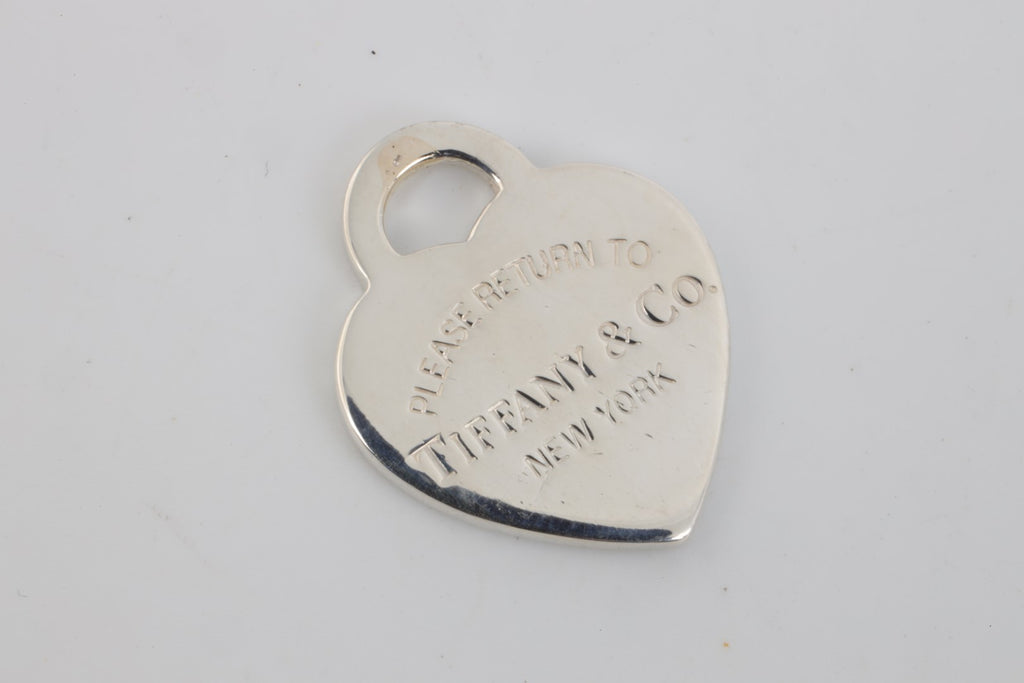 PLEASE RETURN TO
TIFFANY & CO.
NEW YORK